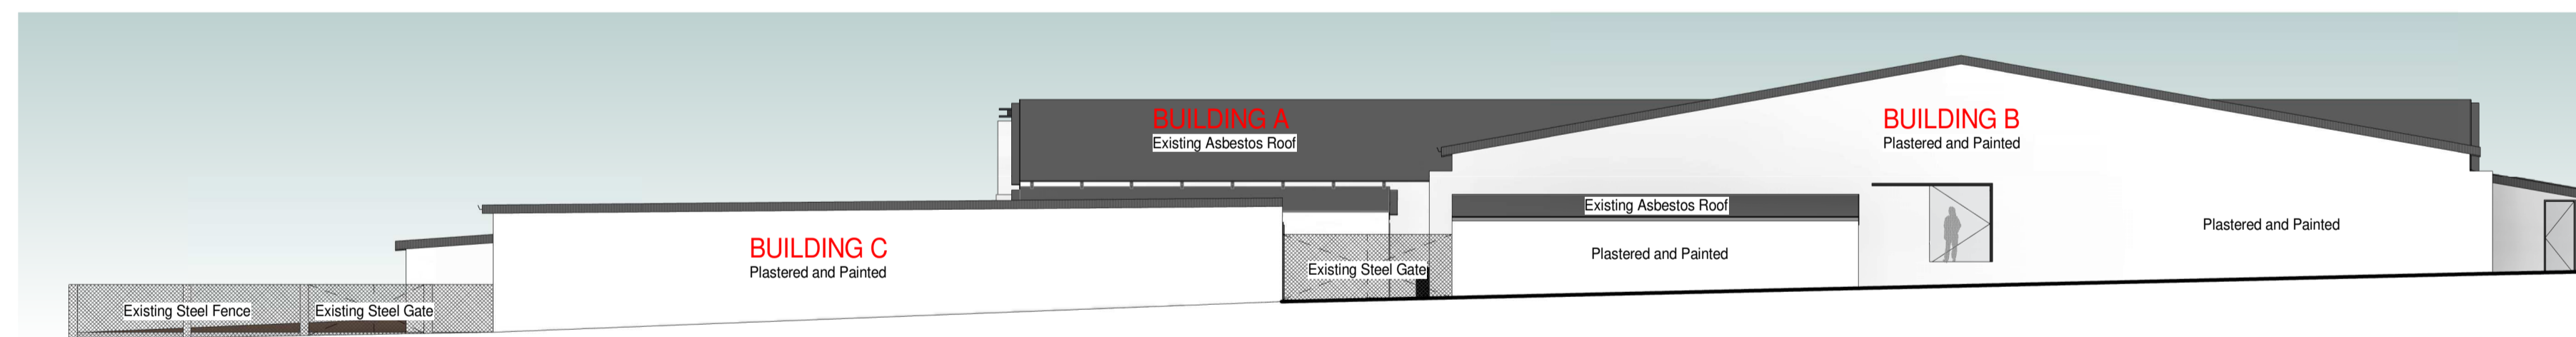 BUILDING A
Existing Asbestos Roof
BUILDING B
Plastered and Painted
Existing Asbestos Roof
Plastered and Painted
Plastered and Painted
BUILDING C
Plastered and Painted
Existing Steel Gate
Existing Steel Fence
Existing Steel Gate